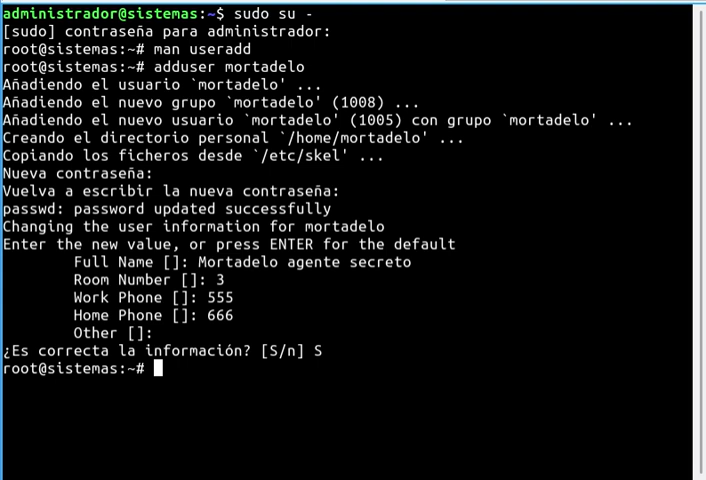 administrador@sistemas:~$ sudo su -
[sudo] contraseña para administrador:
root@sistemas:~# man useradd
root@sistemas:~# adduser mortadelo
Añadiendo el usuario `mortadelo' ...
Añadiendo el nuevo grupo `mortadelo' (1008) ...
Añadiendo el nuevo usuario `mortadelo' (1005) con grupo `mortadelo' ...
Creando el directorio personal `/home/mortadelo' ...
Copiando los ficheros desde `/etc/skel' ...
Nueva contraseña:
Vuelva a escribir la nueva contraseña:
passwd: password updated successfully
Changing the user information for mortadelo
Enter the new value, or press ENTER for the default
Full Name []: Mortadelo agente secreto
Room Number []: 3
Work Phone []: 555
Home Phone []: 666
Other []:
¿Es correcta la información? [S/n] S
root@sistemas:~#